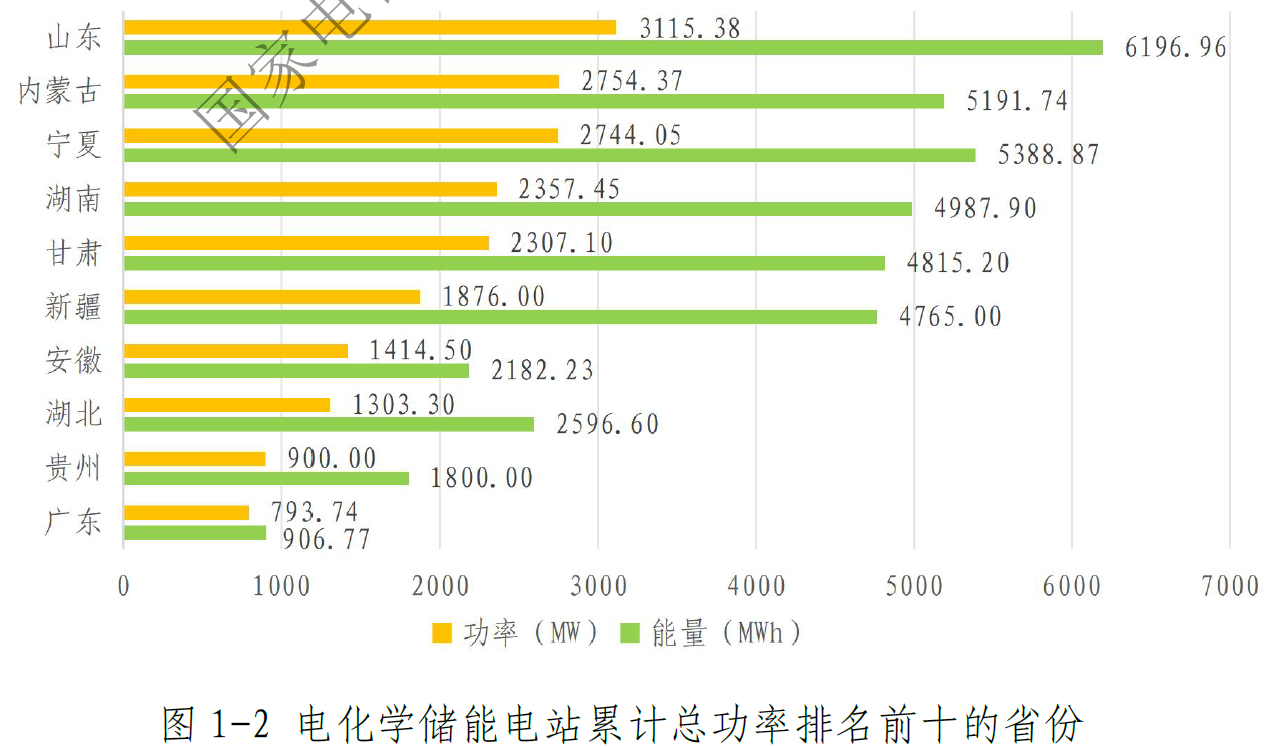 国家电
山东 3115.38
6196.96
内蒙古 2754.37
5191.74
宁夏 2744.05
5388.87
湖南 2357.45
4987.90
甘肃 2307.10
4815.20
新疆 1876.00
4765.00
安徽 1414.50
2182.23
湖北 1303.30
2596.60
贵州 900.00
1800.00
广东 793.74
906.77
0 1000 2000 3000 4000 5000 6000 7000
功率（MW） 能量（MWh）
图 1-2 电化学储能电站累计总功率排名前十的省份